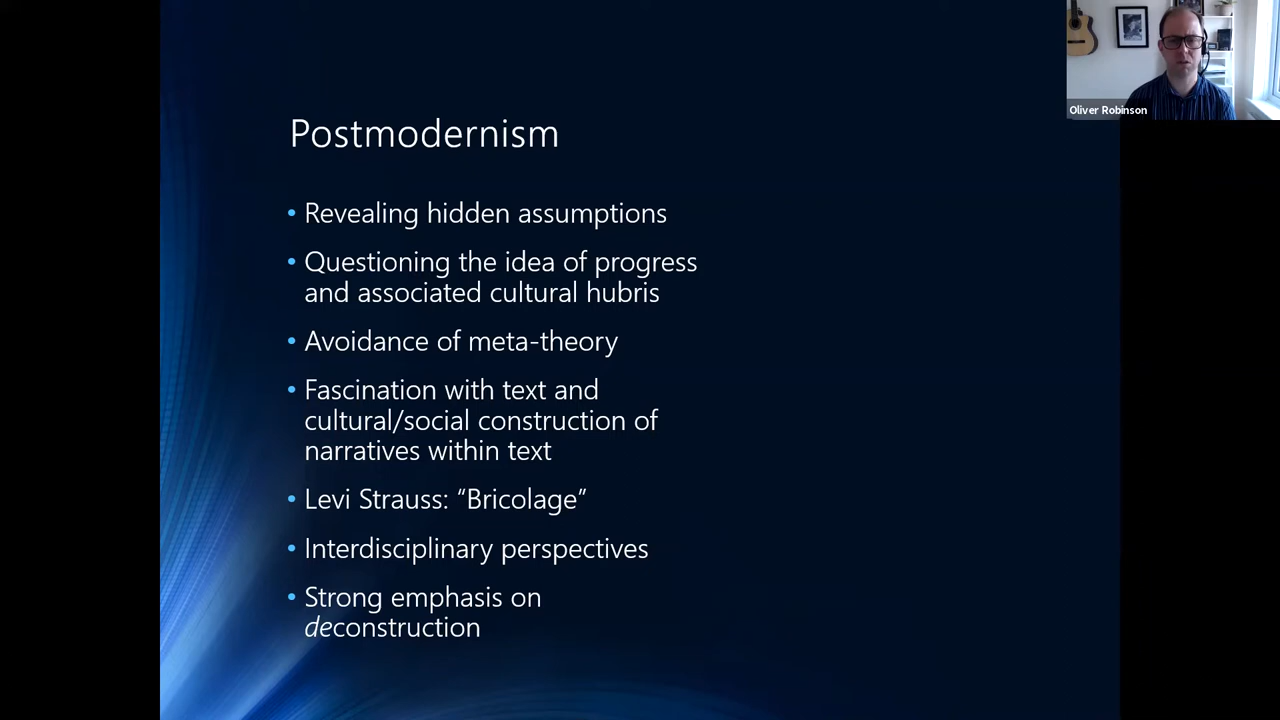 Oliver Robinson
Postmodernism
• Revealing hidden assumptions
• Questioning the idea of progress
and associated cultural hubris
• Avoidance of meta-theory
• Fascination with text and
cultural/social construction of
narratives within text
• Levi Strauss: “Bricolage”
• Interdisciplinary perspectives
• Strong emphasis on
deconstruction